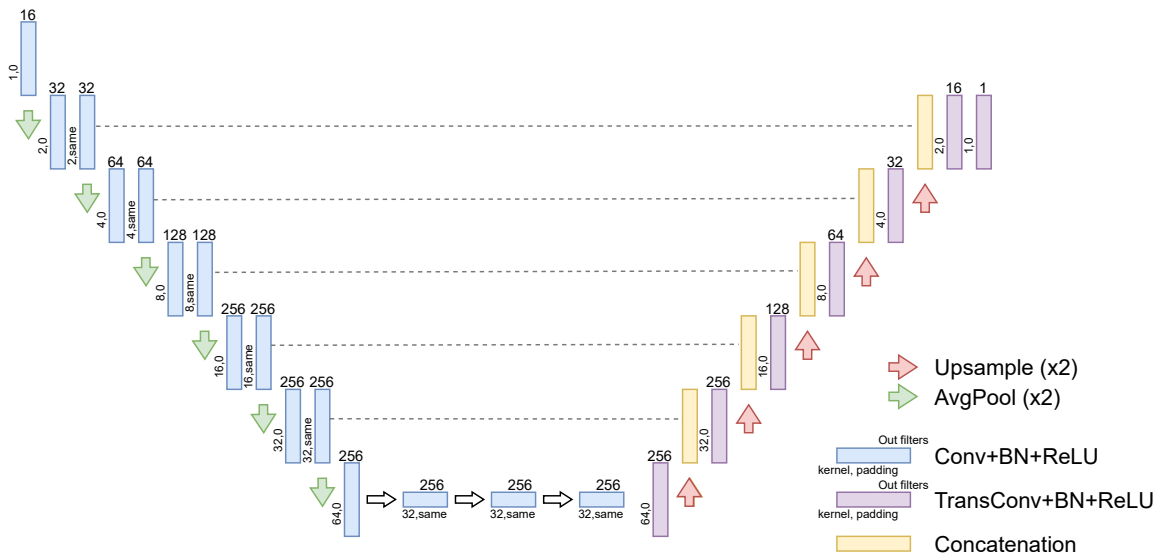 16
1,0
32 32
2,0
2,same
16 1
2,0
1,0
64 64
4,0
4,same
32
4,0
128 128
8,0
8,same
64
8,0
256 256
16,0
16,same
128
16,0
256 256
32,0
32,same
256
32,0
256
64,0
256
32,same
256
32,same
256
32,same
256
64,0
Upsample (x2)
AvgPool (x2)
Out filters
kernel, padding
Conv+BN+ReLU
Out filters
kernel, padding
TransConv+BN+ReLU
Concatenation